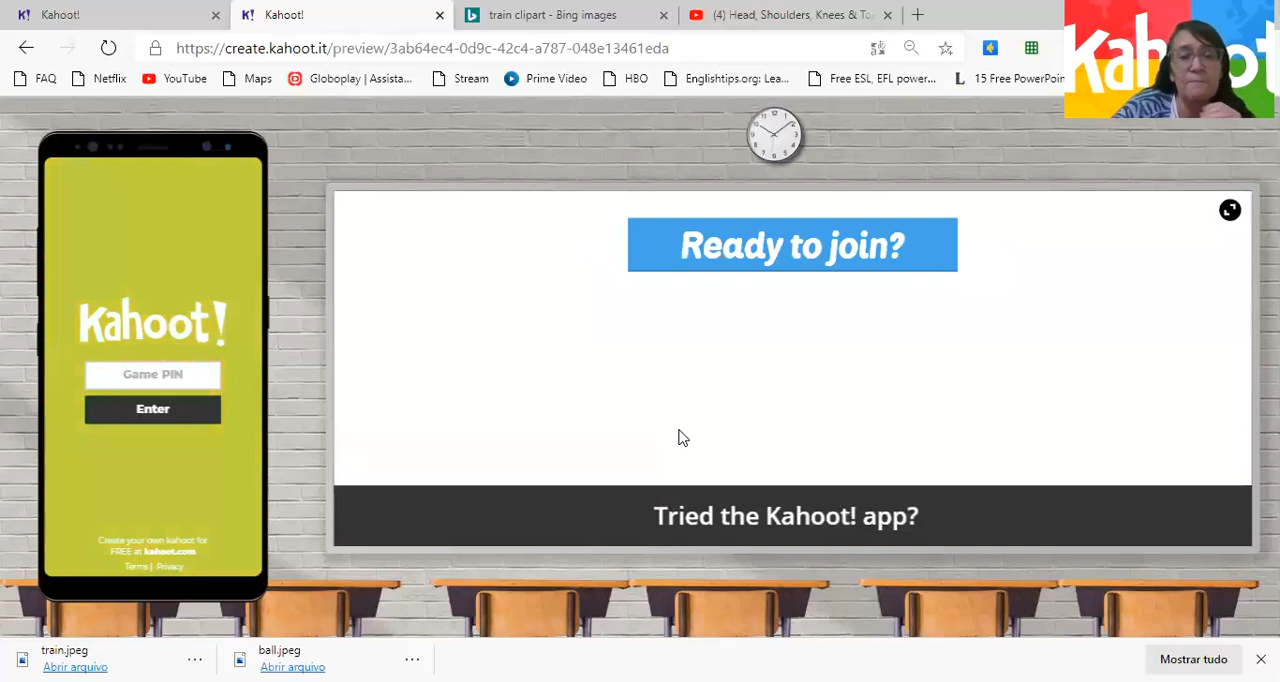 Kahoot!
Kahoot!
train clipart - Bing images
(4) Head, Shoulders, Knees & To
https://create.kahoot.it/preview/3ab64ec4-0d9c-42c4-a787-048e13461eda
FAQ
Netflix
YouTube
Maps
Globoplay | Assista...
Stream
Prime Video
HBO
Englishtips.org: Lea...
Free ESL, EFL power...
15 Free PowerPoin
Kahoot
Ready to join?
Kahoot!
Game PIN
Enter
Create your own kahoot for
FREE at kahoot.com
Terms | Privacy
Tried the Kahoot! app?
train.jpeg
Abrir arquivo
ball.jpeg
Abrir arquivo
Mostrar tudo